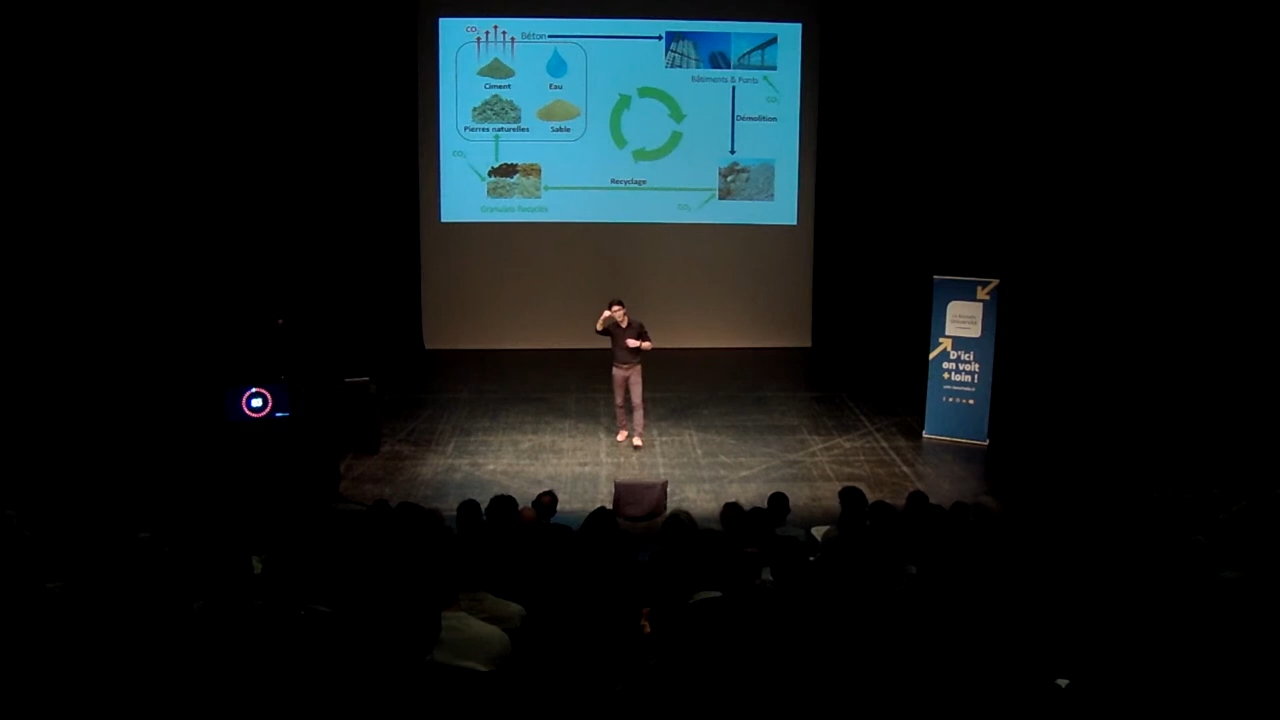 CO₂
Béton
Ciment
Eau
Pierres naturelles
Sable
Bâtiments & Ponts
CO₂
Démolition
CO₂
Recyclage
CO₂
Granulats Recyclés
D'ici
on voit
+loin !